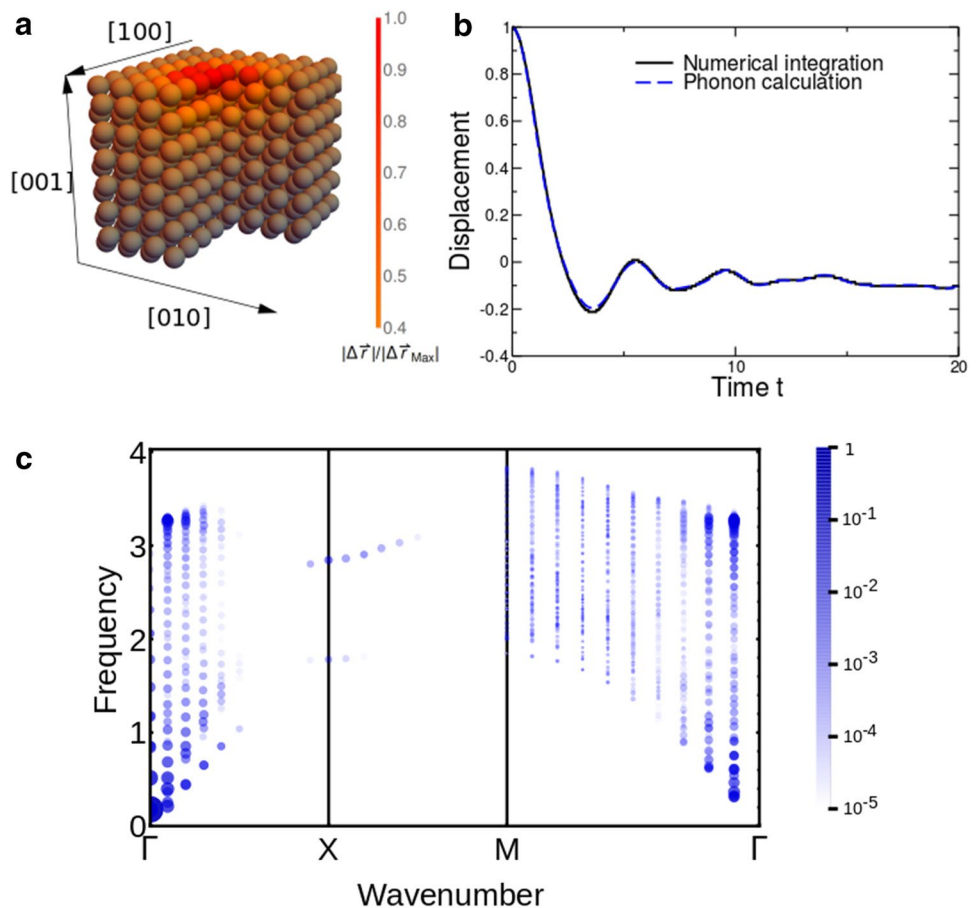 a
[100]
[001]
[010]
1.0
0.9
0.8
0.7
0.6
0.5
0.4
|Δr⃗|/|Δr⃗ Max|
b
Numerical integration
Phonon calculation
Displacement
1
0.8
0.6
0.4
0.2
0
-0.2
-0.4
0 10 20
Time t
c
Frequency
4
3
2
1
0
Γ X M Γ
Wavenumber
1
10⁻¹
10⁻²
10⁻³
10⁻⁴
10⁻⁵